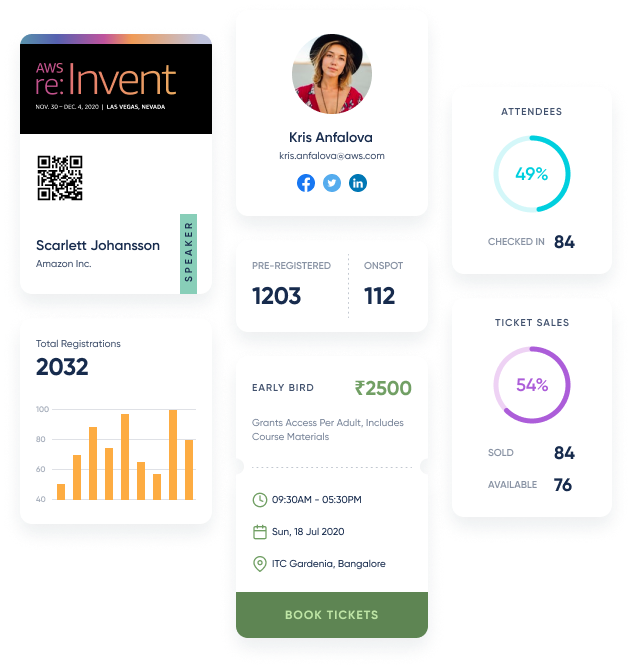 AWS
re:Invent
NOV. 30 – DEC. 4, 2020 | LAS VEGAS, NEVADA
Scarlett Johansson
Amazon Inc.
SPEAKER
Total Registrations
2032
100
80
60
40
Kris Anfalova
kris.anfalova@aws.com
PRE-REGISTERED
1203
ONSPOT
112
EARLY BIRD
₹2500
Grants Access Per Adult, Includes
Course Materials
09:30AM - 05:30PM
Sun, 18 Jul 2020
ITC Gardenia, Bangalore
BOOK TICKETS
ATTENDEES
49%
CHECKED IN 84
TICKET SALES
54%
SOLD 84
AVAILABLE 76